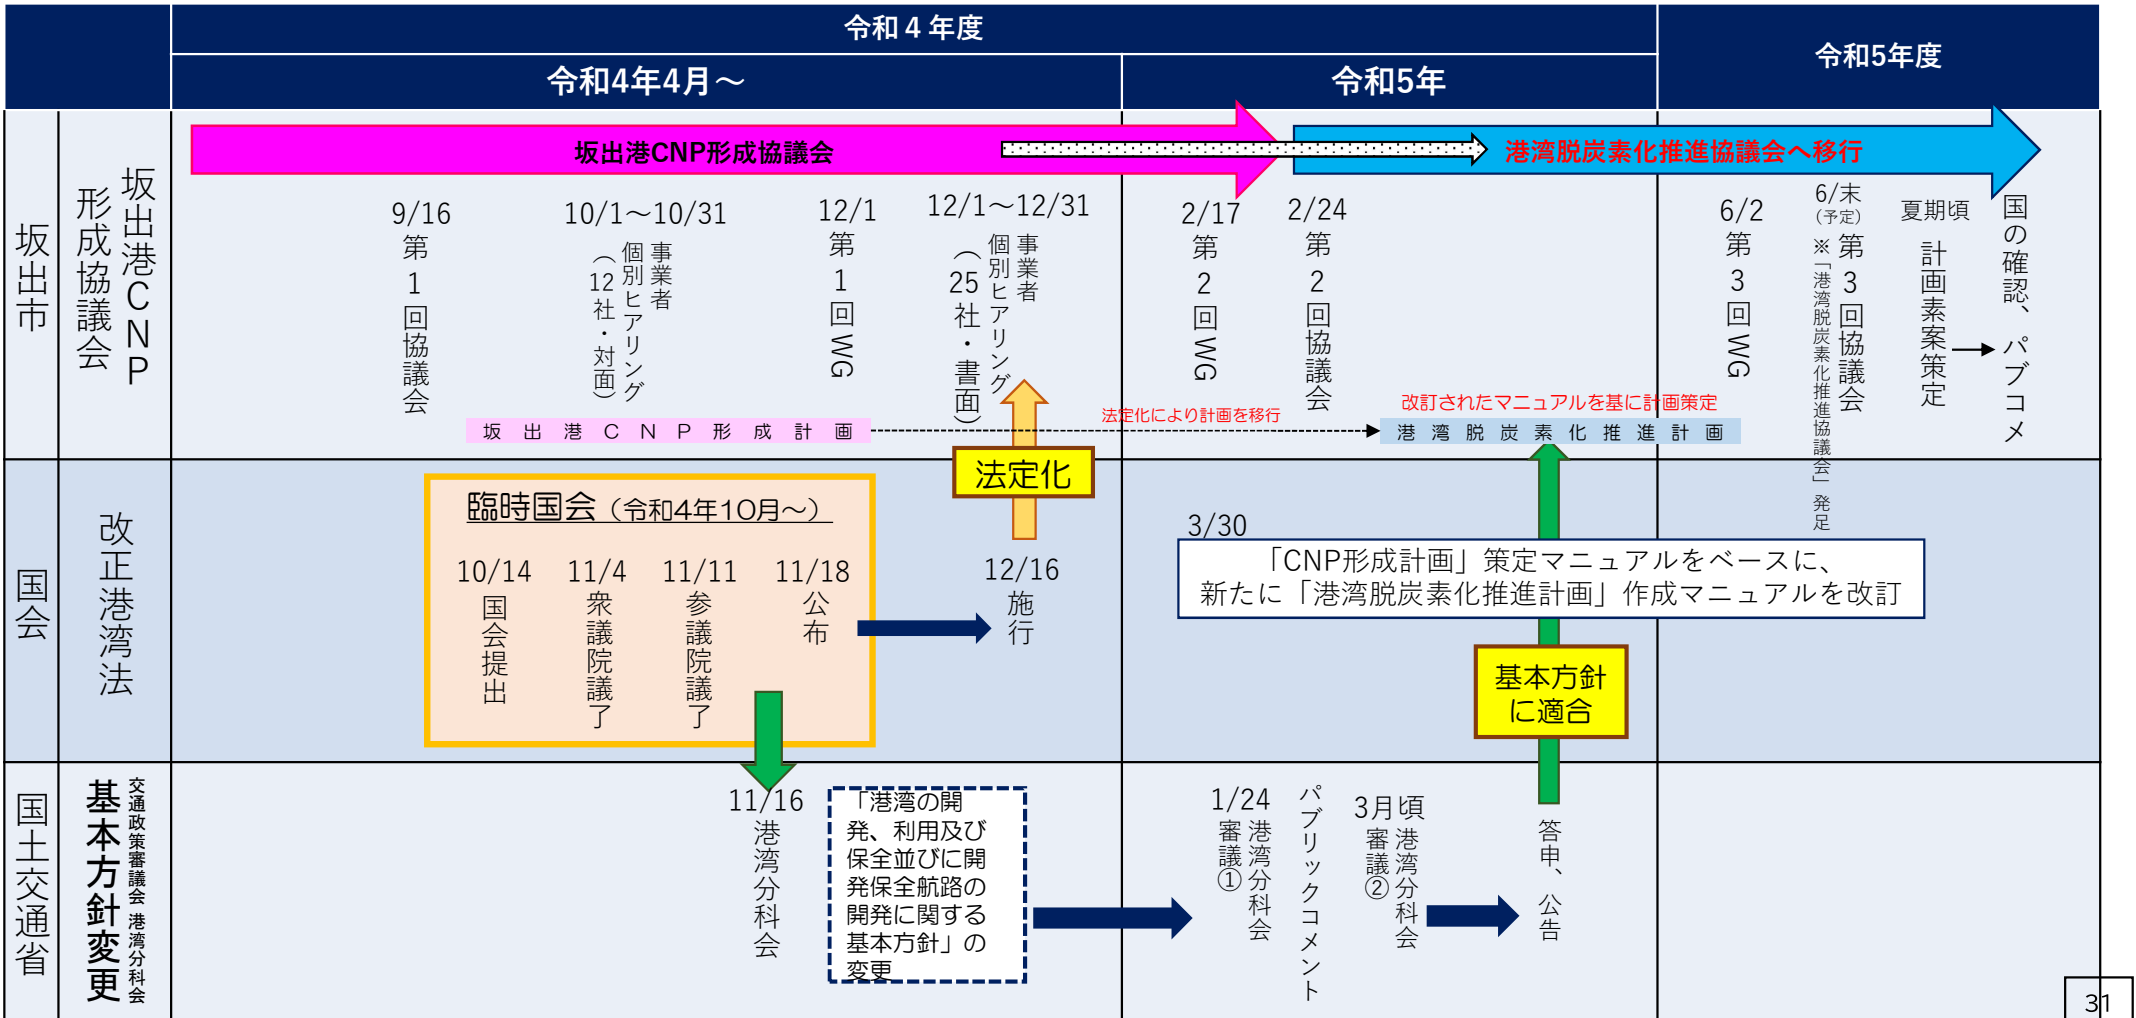 令和４年度
令和5年度
令和4年4月～
令和5年
坂出市
坂出港CNP
形成協議会
坂出港CNP形成協議会
港湾脱炭素化推進協議会へ移行
9/16
第1回協議会
10/1～10/31
事業者
個別ヒアリング
（12社・対面）
12/1
第1回WG
12/1～12/31
事業者
個別ヒアリング
（25社・書面）
2/17
第2回WG
2/24
第2回協議会
6/2
第3回WG
6/末
（予定）
第3回協議会
※「港湾脱炭素化推進協議会」発足
夏期頃
計画素案策定
国の確認、パブコメ
坂出港CNP形成計画
法定化により計画を移行
改訂されたマニュアルを基に計画策定
港湾脱炭素化推進計画
法定化
国会
改正港湾法
臨時国会（令和4年10月～）
10/14
国会提出
11/4
衆議院議了
11/11
参議院議了
11/18
公布
12/16
施行
3/30
「CNP形成計画」策定マニュアルをベースに、
新たに「港湾脱炭素化推進計画」作成マニュアルを改訂
基本方針
に適合
国土交通省
交通政策審議会 港湾分科会
基本方針変更
11/16
港湾分科会
「港湾の開
発、利用及び
保全並びに開
発保全航路の
開発に関する
基本方針」の
変更
1/24
港湾分科会
審議①
パブリックコメント
3月頃
港湾分科会
審議②
答申、公告
31